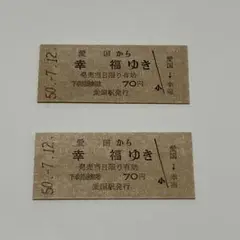 50.-7.12.
愛国から
幸福ゆき
発売当日限り有効
下車前途無効 70円
愛国駅発行
小
愛国
↓
幸福
50.-7.12.
愛国から
幸福ゆき
発売当日限り有効
下車前途無効 70円
愛国駅発行
小
愛国
↓
幸福